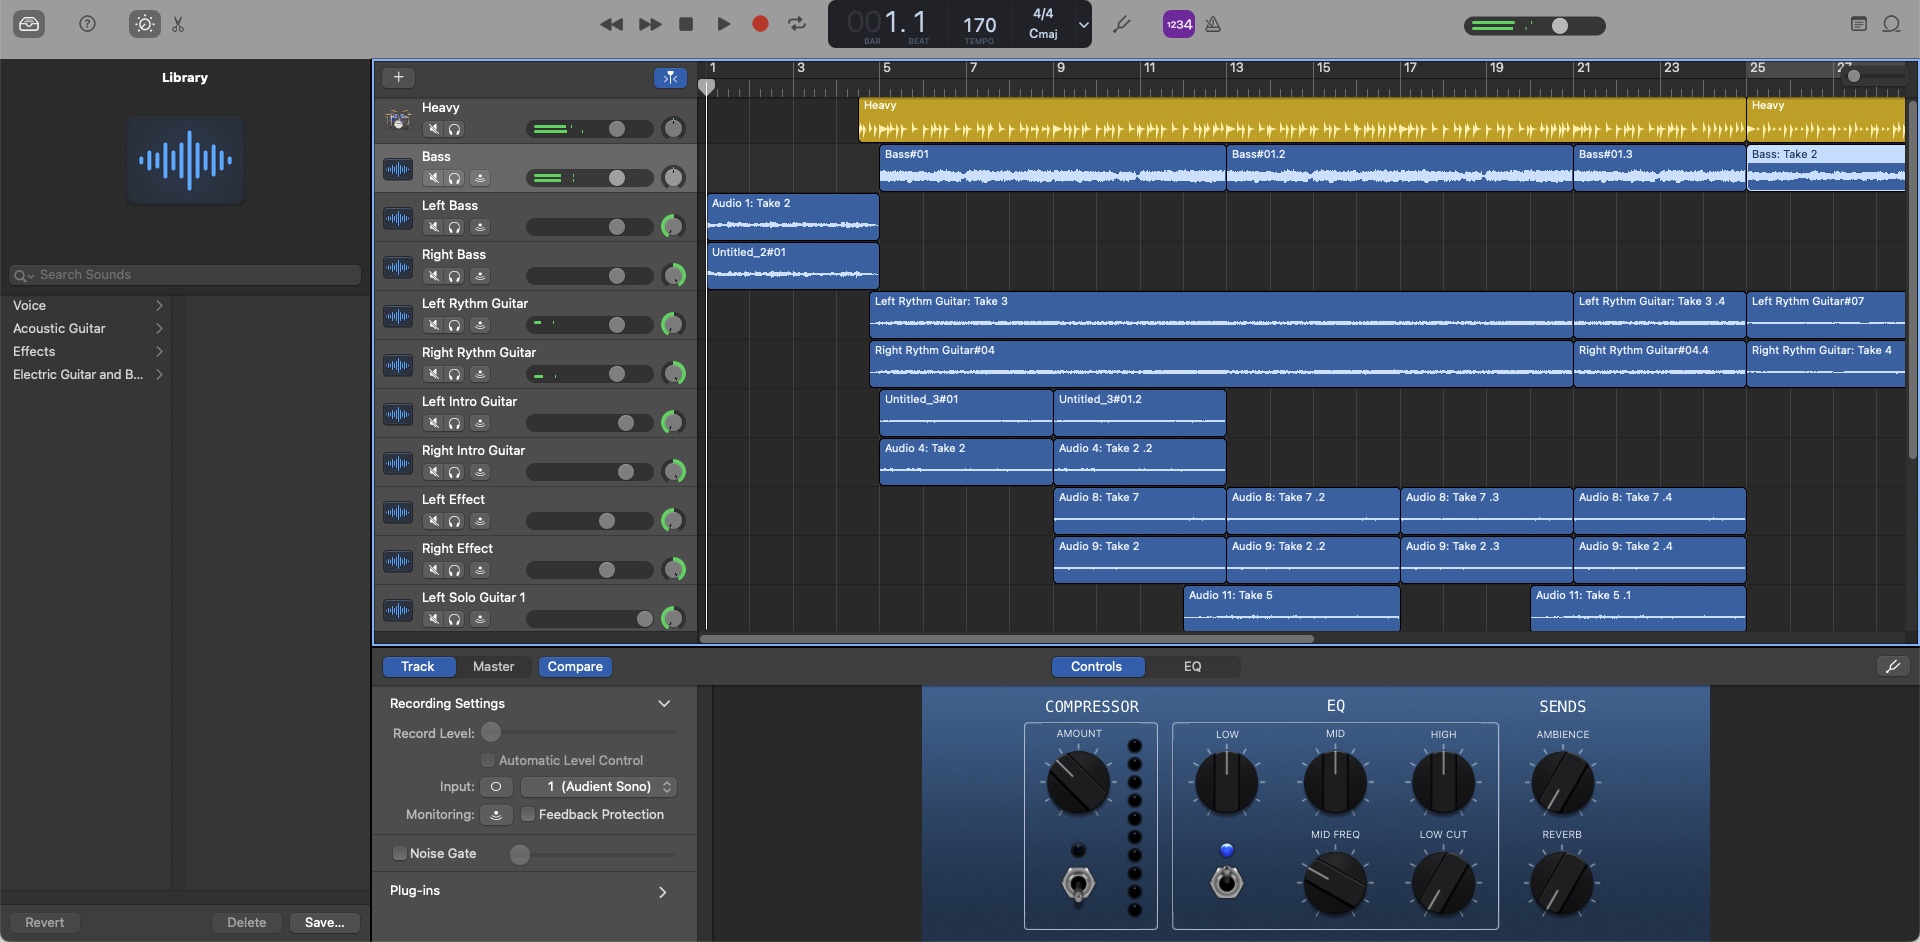 001. 1
BAR BEAT
170
TEMPO
4/4
Cmaj
1234
Library
Search Sounds
Voice
Acoustic Guitar
Effects
Electric Guitar and B...
Revert
Delete
Save...
+
1 3 5 7 9 11 13 15 17 19 21 23 25 27
Heavy
Heavy
Heavy
Bass
Bass#01
Bass#01.2
Bass#01.3
Bass: Take 2
Left Bass
Audio 1: Take 2
Right Bass
Untitled_2#01
Left Rythm Guitar
Left Rythm Guitar: Take 3
Left Rythm Guitar: Take 3 .4
Left Rythm Guitar#07
Right Rythm Guitar
Right Rythm Guitar#04
Right Rythm Guitar#04.4
Right Rythm Guitar: Take 4
Left Intro Guitar
Untitled_3#01
Untitled_3#01.2
Right Intro Guitar
Audio 4: Take 2
Audio 4: Take 2 .2
Left Effect
Audio 8: Take 7
Audio 8: Take 7 .2
Audio 8: Take 7 .3
Audio 8: Take 7 .4
Right Effect
Audio 9: Take 2
Audio 9: Take 2 .2
Audio 9: Take 2 .3
Audio 9: Take 2 .4
Left Solo Guitar 1
Audio 11: Take 5
Audio 11: Take 5 .1
Track
Master
Compare
Controls
EQ
Recording Settings
Record Level:
Automatic Level Control
Input:
1 (Audient Sono)
Monitoring:
Feedback Protection
Noise Gate
Plug-ins
COMPRESSOR
AMOUNT
EQ
LOW
MID
HIGH
MID FREQ
LOW CUT
SENDS
AMBIENCE
REVERB